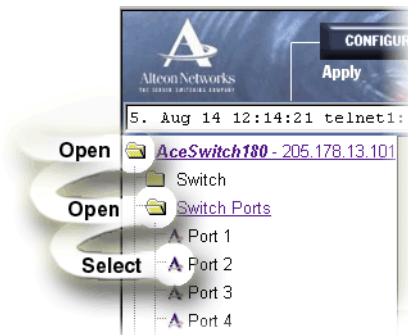 CONFIGUR
Alteon Networks
THE SERVER SWITCHING COMPANY
Apply
5. Aug 14 12:14:21 telnet1:
Open AceSwitch180 - 205.178.13.101
Switch
Open Switch Ports
Port 1
Select Port 2
Port 3
Port 4